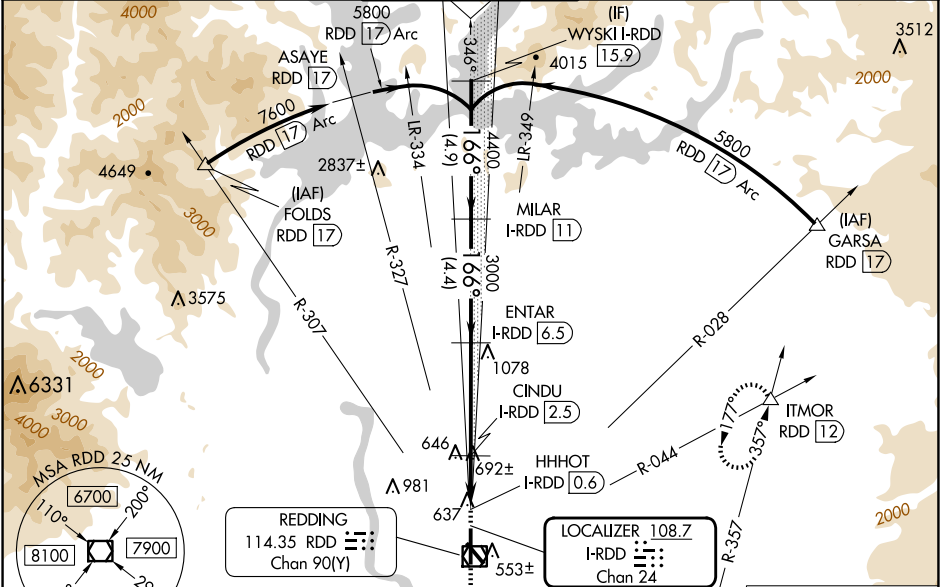 4000
5800
RDD 17 Arc
(IF)
WYSKI I-RDD
15.9
3512
ASAYE
RDD 17
346°
4015
2000
2000
7600
RDD 17 Arc
LR-334
166°
(4.9)
4400
LR-349
5800
RDD 17 Arc
4649
2837±
(IAF)
FOLDS
RDD 17
3000
MILAR
I-RDD 11
(IAF)
GARSA
RDD 17
R-327
166°
(4.4)
3000
3575
R-307
ENTAR
I-RDD 6.5
R-028
1078
2000
6331
3000
4000
CINDU
I-RDD 2.5
177°
357°
ITMOR
RDD 12
646
692±
HHHOT
I-RDD 0.6
R-044
MSA RDD 25 NM
981
637
6700
110°
200°
8100
7900
REDDING
114.35 RDD
Chan 90(Y)
LOCALIZER 108.7
I-RDD
Chan 24
553±
R-357
2000